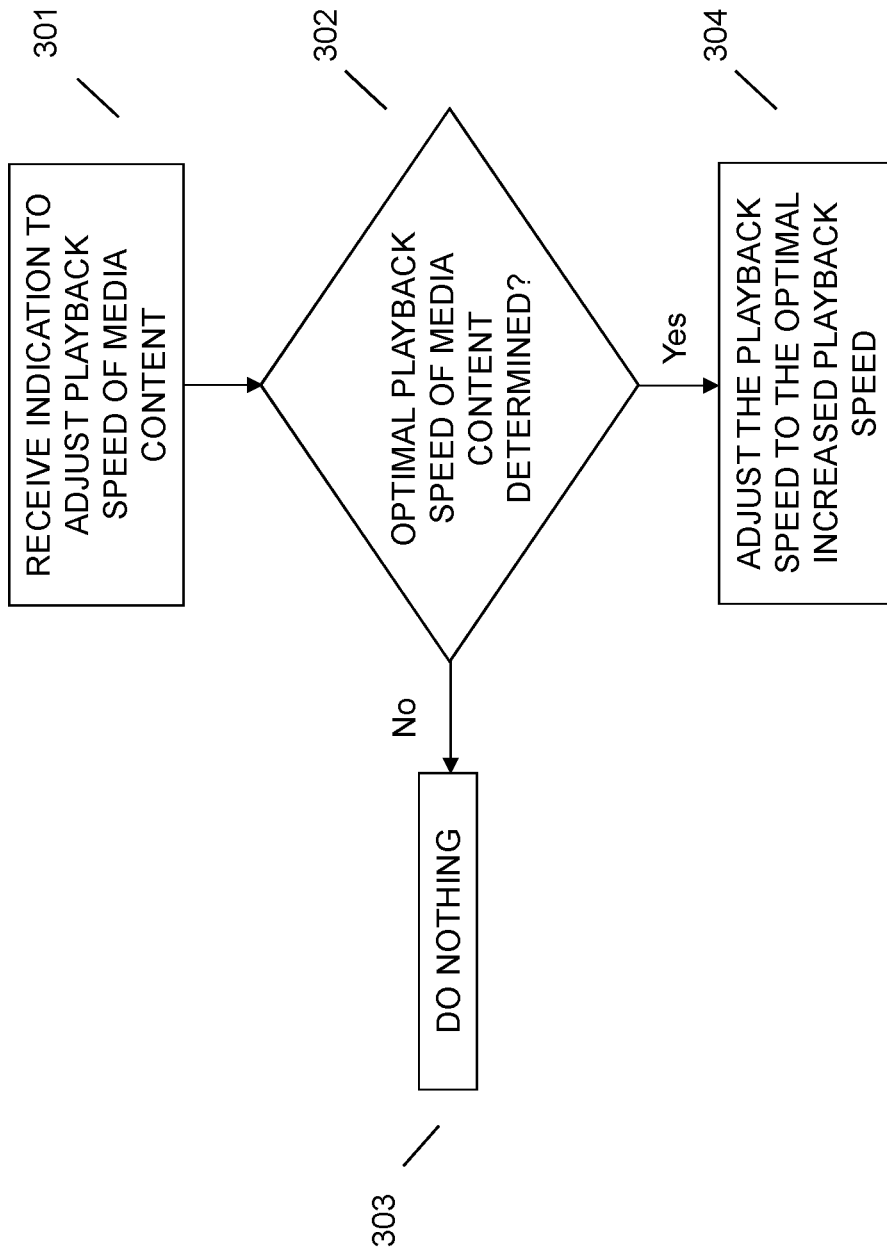 301
RECEIVE INDICATION TO
ADJUST PLAYBACK
SPEED OF MEDIA
CONTENT
302
OPTIMAL PLAYBACK
SPEED OF MEDIA
CONTENT
DETERMINED?
No
303
DO NOTHING
Yes
304
ADJUST THE PLAYBACK
SPEED TO THE OPTIMAL
INCREASED PLAYBACK
SPEED